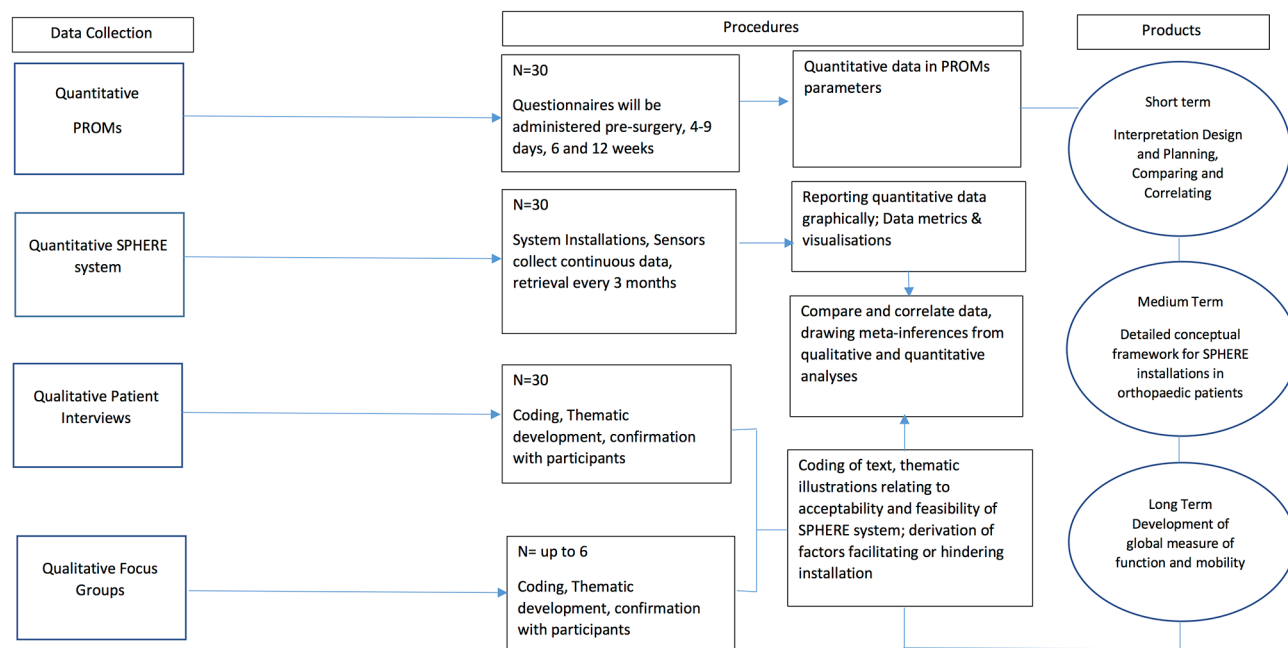 Data Collection
Procedures
Products
Quantitative
PROMs
N=30
Questionnaires will be
administered pre-surgery, 4-9
days, 6 and 12 weeks
Quantitative data in PROMs
parameters
Short term
Interpretation Design
and Planning,
Comparing and
Correlating
Quantitative SPHERE
system
N=30
System Installations, Sensors
collect continuous data,
retrieval every 3 months
Reporting quantitative data
graphically; Data metrics &
visualisations
Compare and correlate data,
drawing meta-inferences from
qualitative and quantitative
analyses
Medium Term
Detailed conceptual
framework for SPHERE
installations in
orthopaedic patients
Qualitative Patient
Interviews
N=30
Coding, Thematic
development, confirmation
with participants
Coding of text, thematic
illustrations relating to
acceptability and feasibility of
SPHERE system; derivation of
factors facilitating or hindering
installation
Long Term
Development of
global measure of
function and mobility
Qualitative Focus
Groups
N= up to 6
Coding, Thematic
development, confirmation
with participants